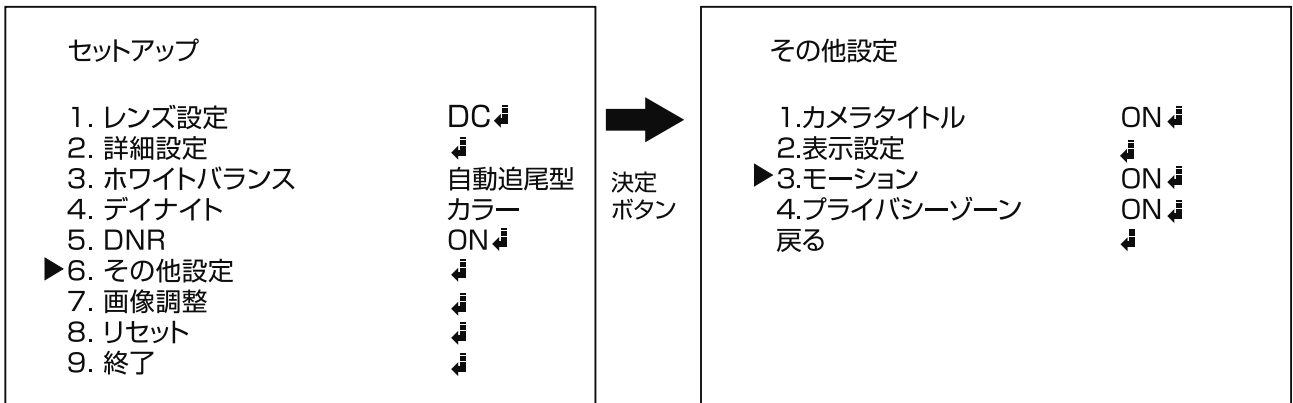 セットアップ
1. レンズ設定 DC↲
2. 詳細設定 ↲
3. ホワイトバランス 自動追尾型
4. デイナイト カラー
5. DNR ON↲
▶6. その他設定 ↲
7. 画像調整 ↲
8. リセット ↲
9. 終了 ↲
決定
ボタン
その他設定
1.カメラタイトル ON↲
2.表示設定 ↲
▶3.モーション ON↲
4.プライバシーゾーン ON↲
戻る ↲